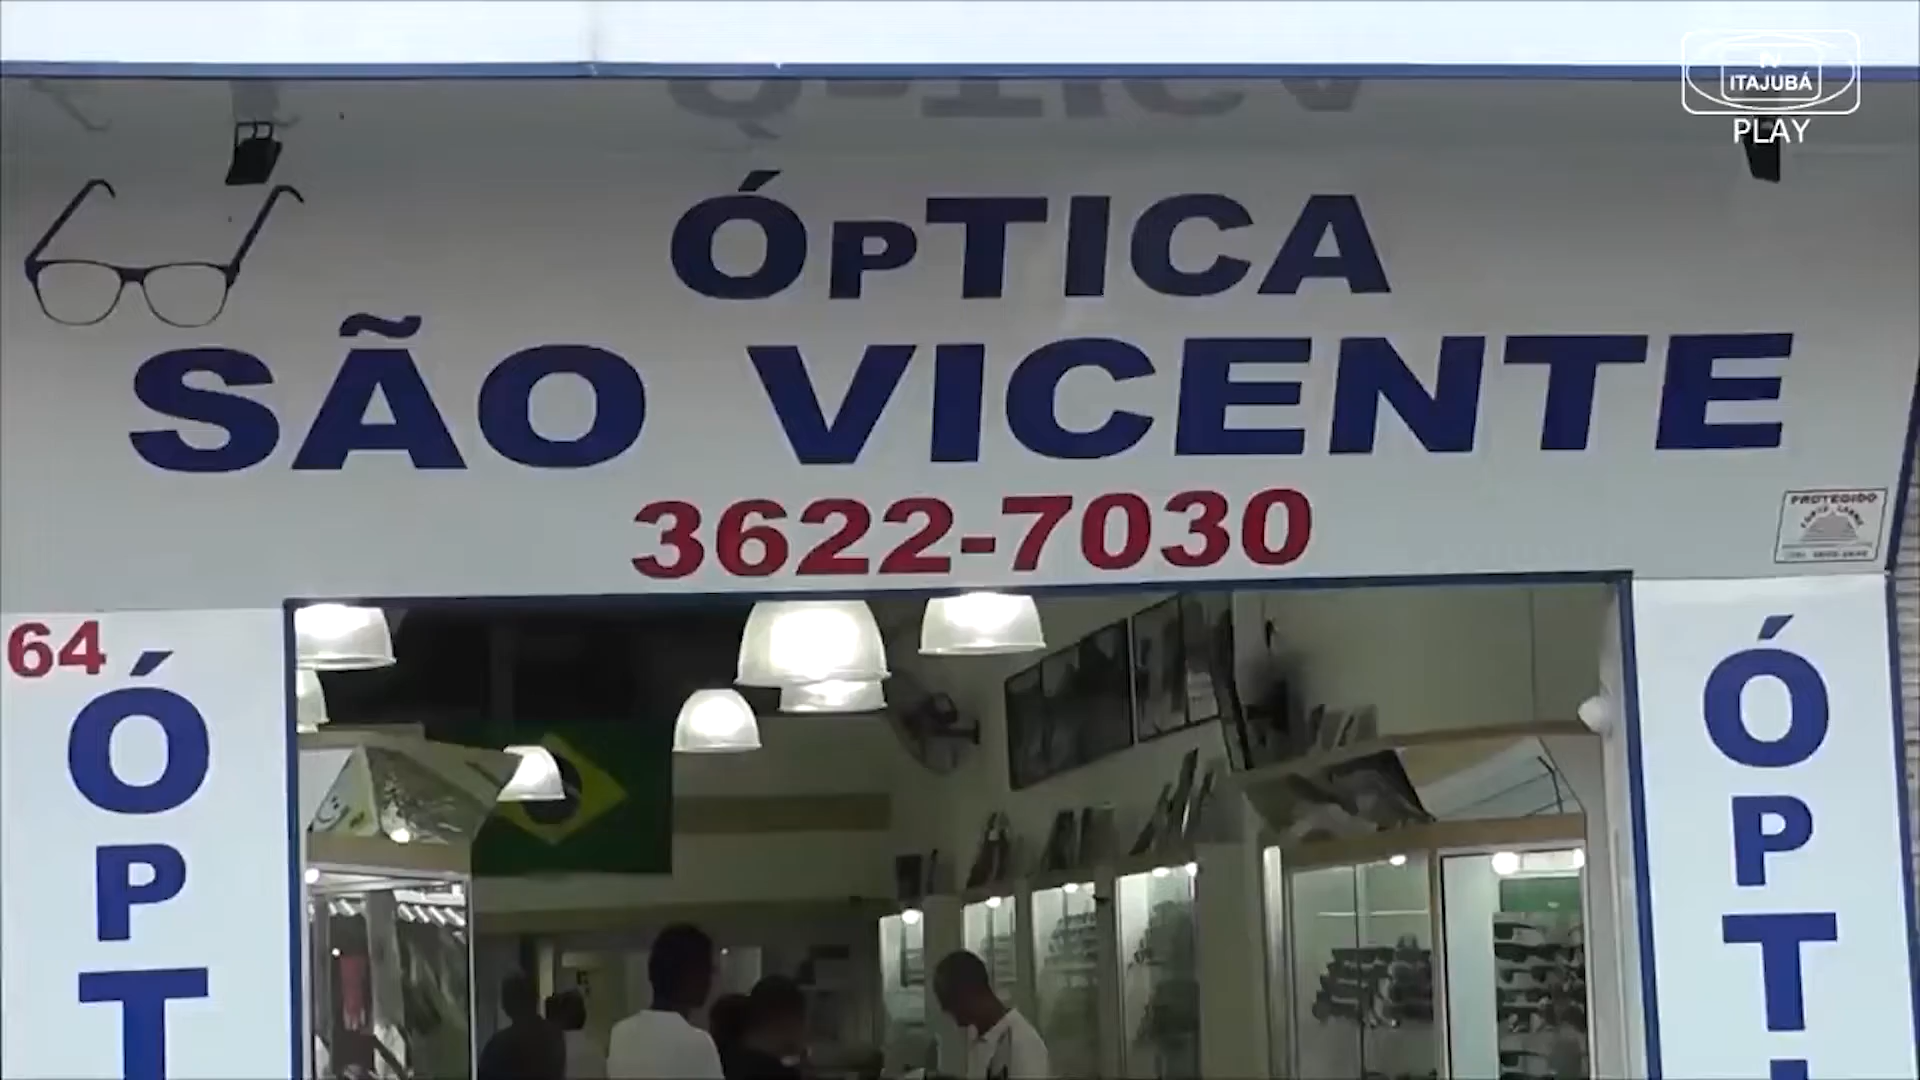 ITAJUBÁ
PLAY
ÓPTICA
SÃO VICENTE
3622-7030
PROTEGIDO
64
ÓPT
ÓPT